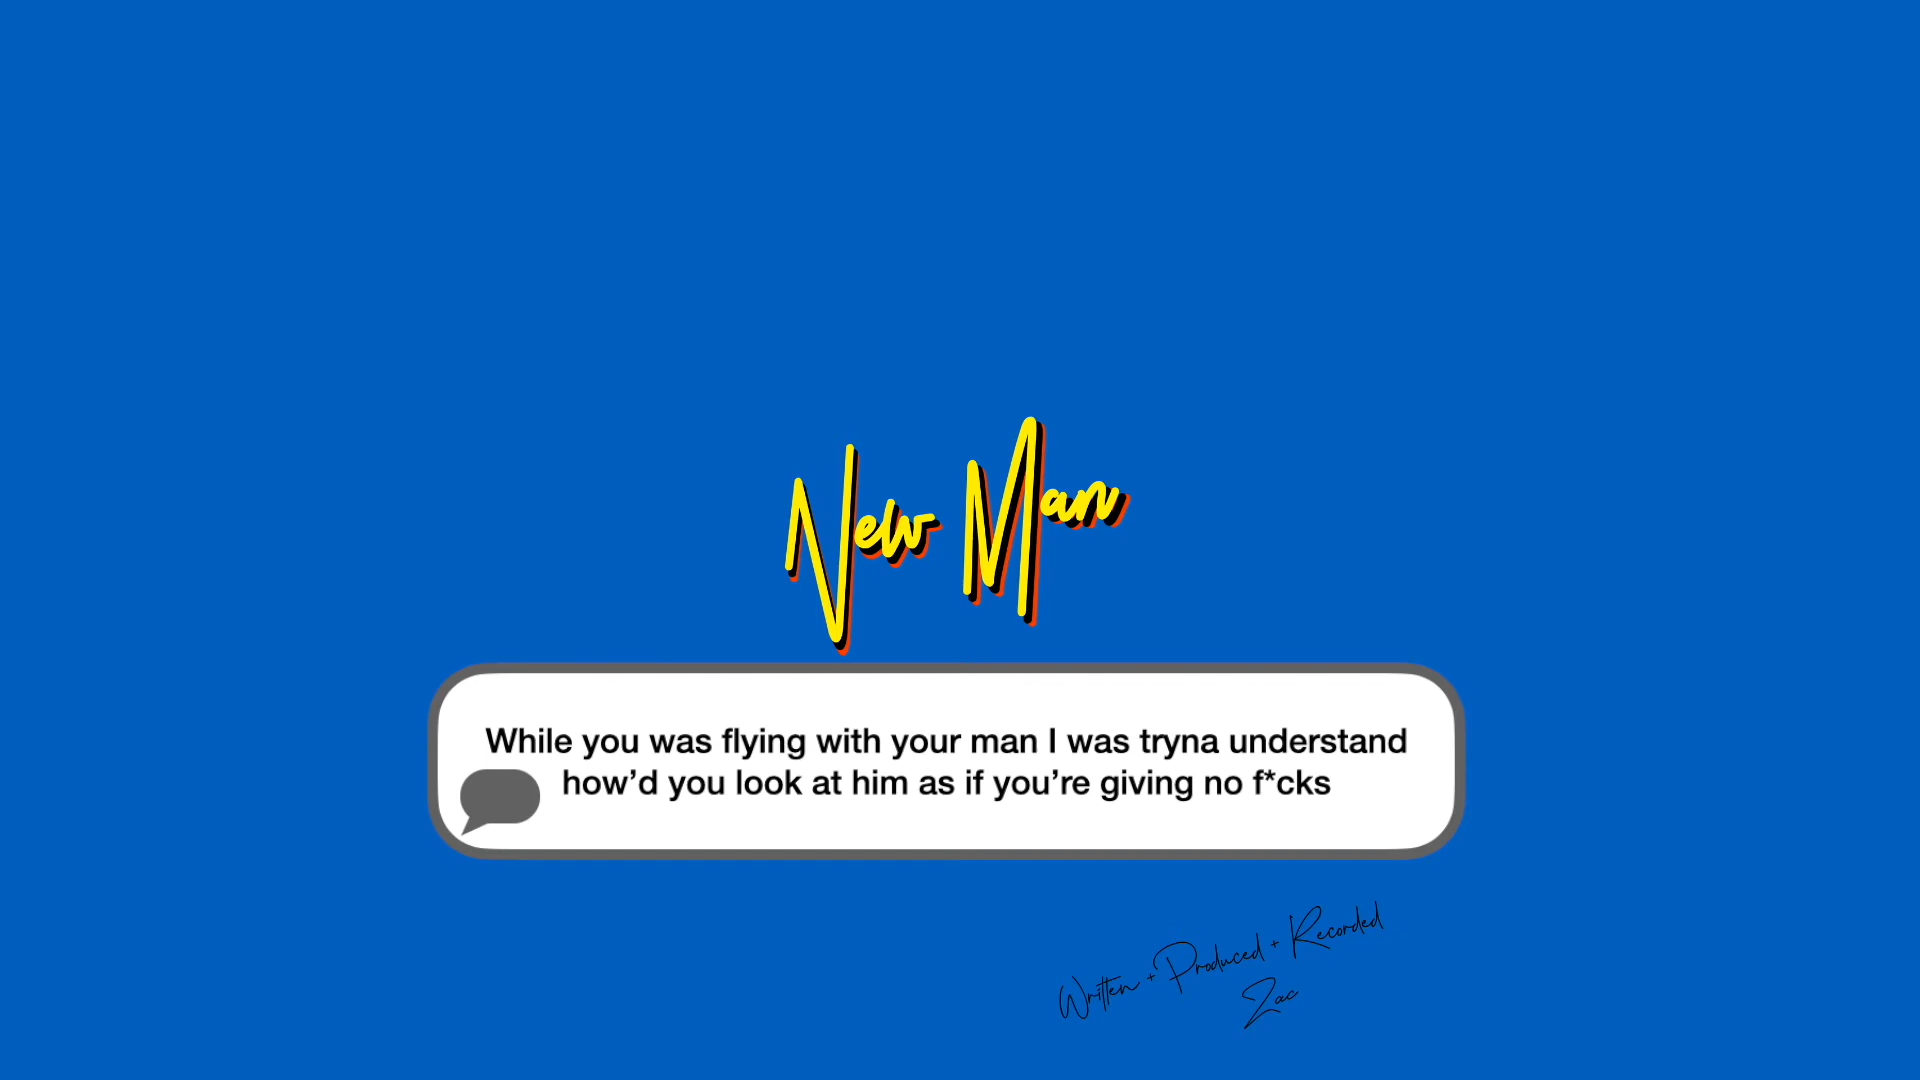 New Man
While you was flying with your man I was tryna understand
how’d you look at him as if you’re giving no f*cks
Written + Produced + Recorded
Zac